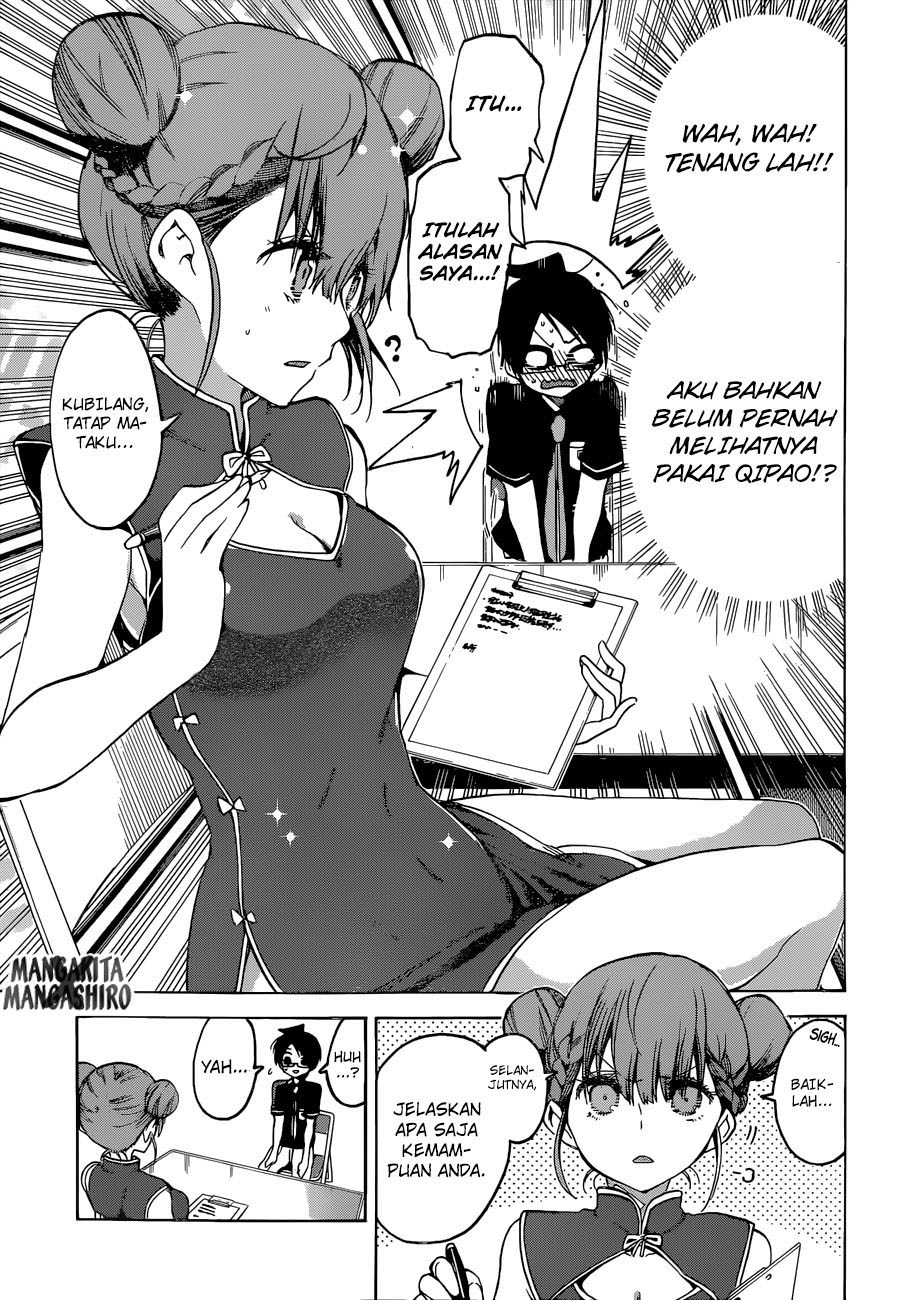 WAH, WAH!
TENANG LAH!!
AKU BAHKAN
BELUM PERNAH
MELIHATNYA
PAKAI QIPAO!?
ITU...
ITULAH
ALASAN
SAYA...!
?
KUBILANG,
TATAP MA-
TAKU...
MANGAKITA
MANGASHIRO
SIGH...
BAIK-
LAH...
SELAN-
JUTNYA,
JELASKAN
APA SAJA
KEMAM-
PUAN ANDA.
HUH
...?
YAH...